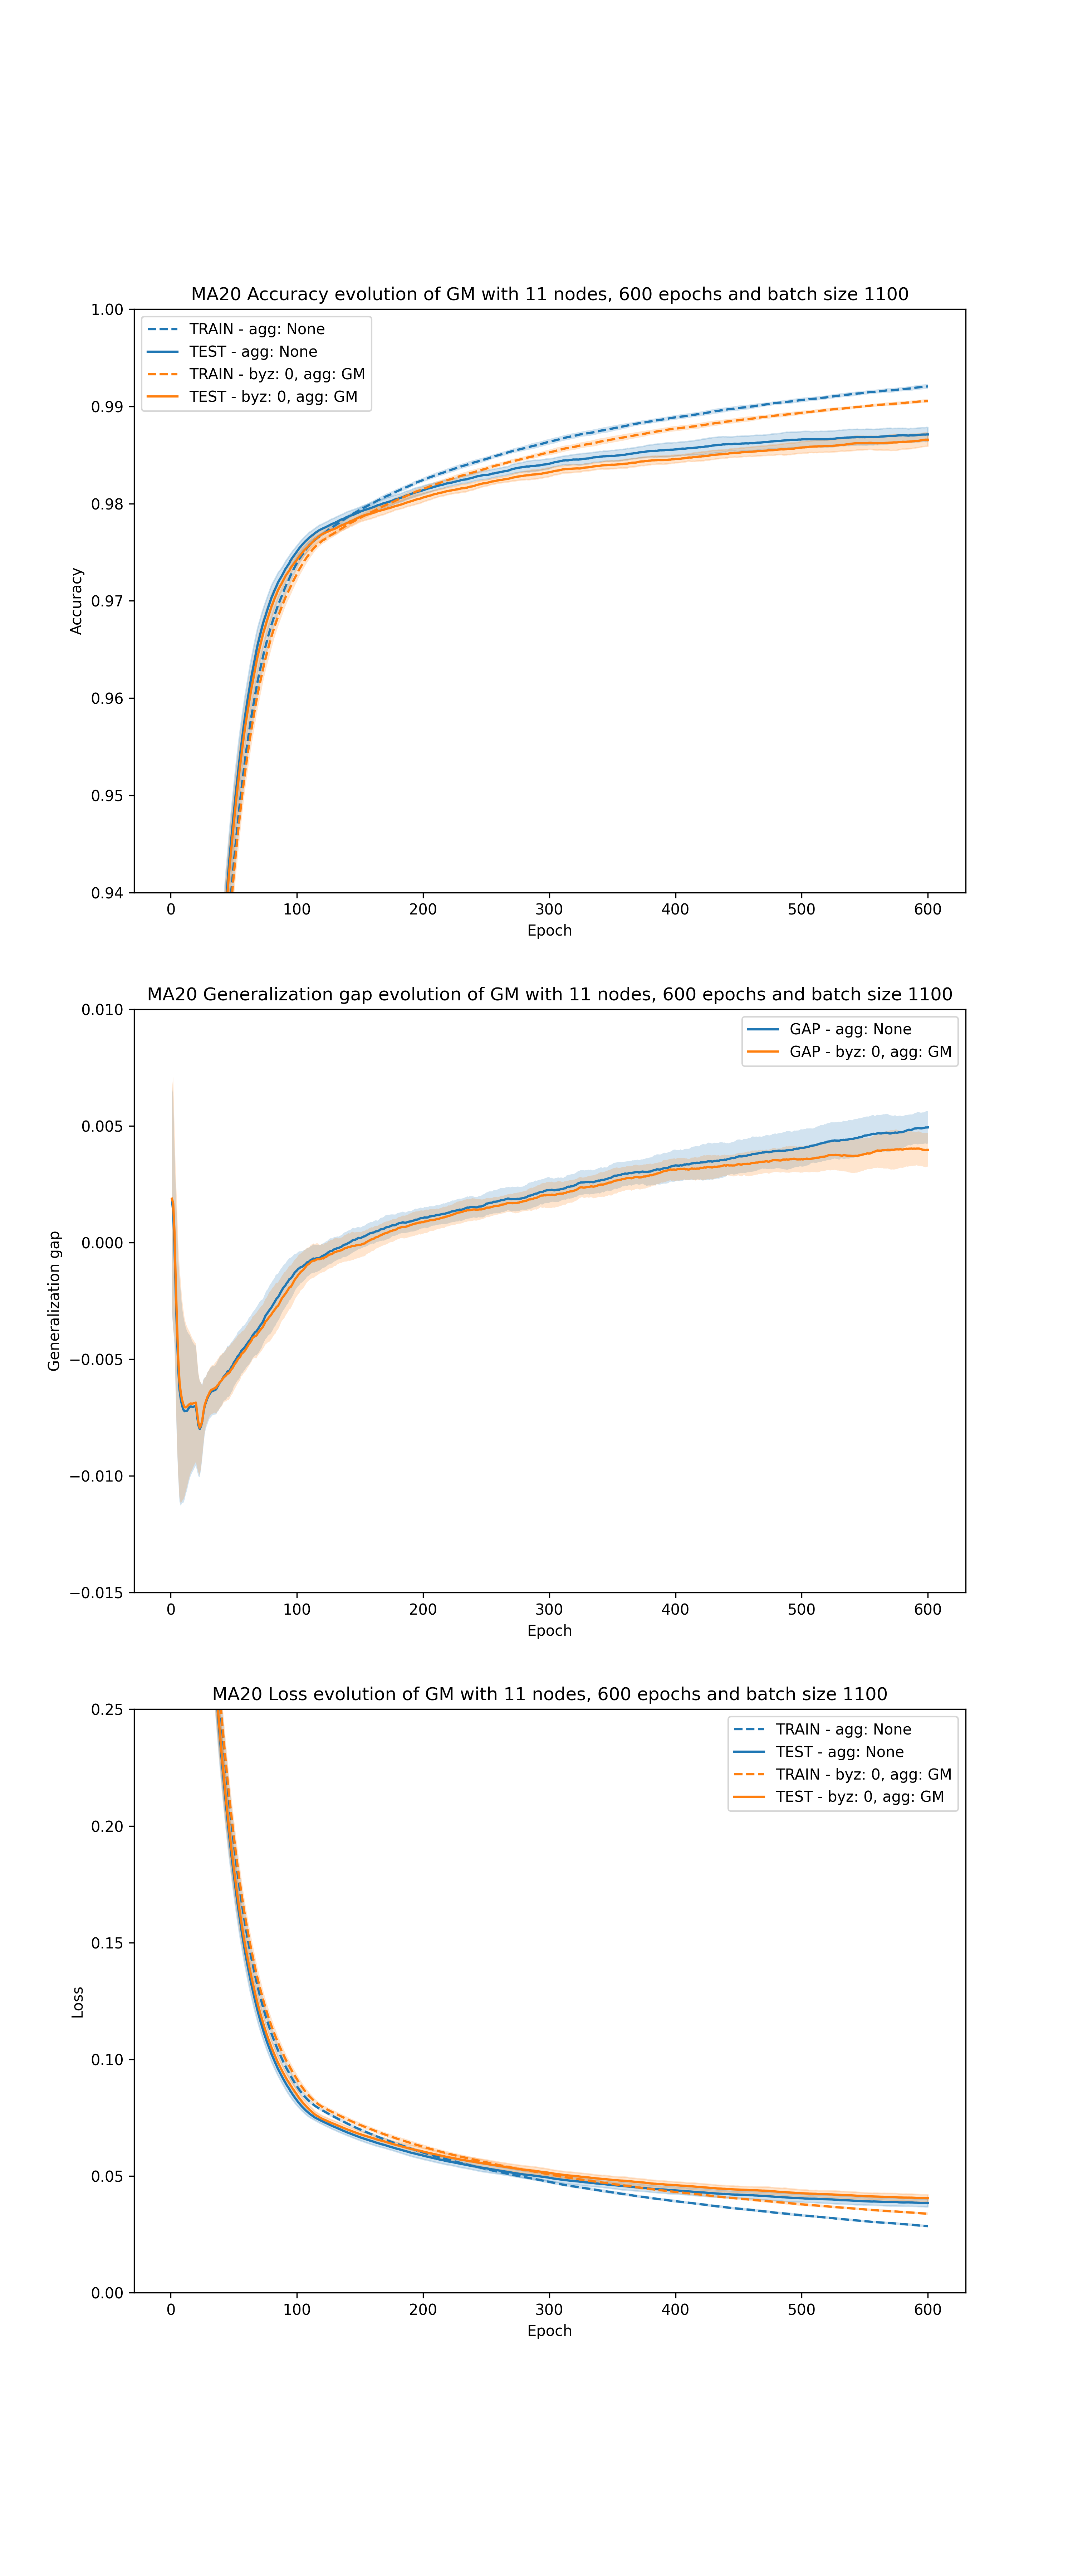 MA20 Accuracy evolution of GM with 11 nodes, 600 epochs and batch size 1100
1.00
0.99
0.98
0.97
0.96
0.95
0.94
Accuracy
TRAIN - agg: None
TEST - agg: None
TRAIN - byz: 0, agg: GM
TEST - byz: 0, agg: GM
0 100 200 300 400 500 600
Epoch
MA20 Generalization gap evolution of GM with 11 nodes, 600 epochs and batch size 1100
0.010
0.005
0.000
−0.005
−0.010
−0.015
Generalization gap
GAP - agg: None
GAP - byz: 0, agg: GM
0 100 200 300 400 500 600
Epoch
MA20 Loss evolution of GM with 11 nodes, 600 epochs and batch size 1100
0.25
0.20
0.15
0.10
0.05
0.00
Loss
TRAIN - agg: None
TEST - agg: None
TRAIN - byz: 0, agg: GM
TEST - byz: 0, agg: GM
0 100 200 300 400 500 600
Epoch